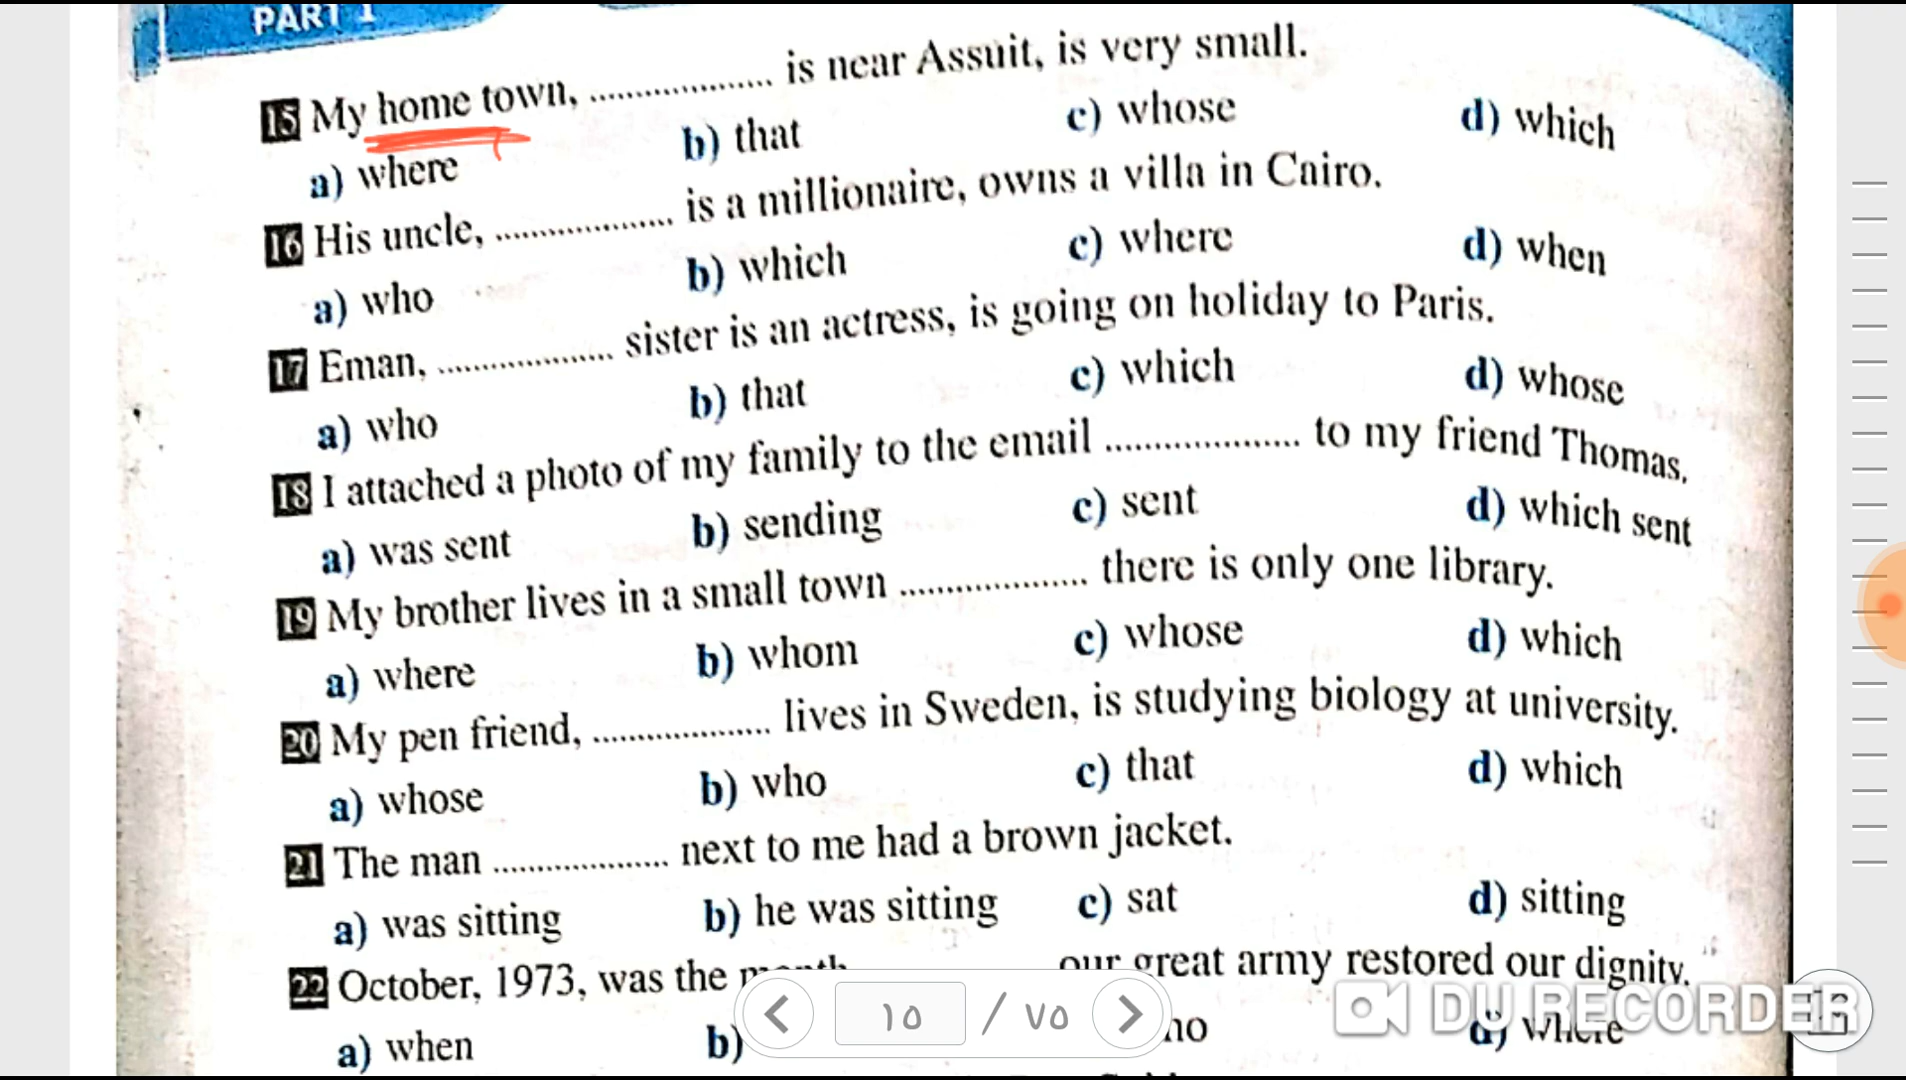 PART 1
15 My home town, .................... is near Assuit, is very small.
a) where b) that c) whose d) which
16 His uncle, .................... is a millionaire, owns a villa in Cairo.
a) who b) which c) where d) when
17 Eman, .................... sister is an actress, is going on holiday to Paris.
a) who b) that c) which d) whose
18 I attached a photo of my family to the email .................... to my friend Thomas.
a) was sent b) sending c) sent d) which sent
19 My brother lives in a small town .................... there is only one library.
a) where b) whom c) whose d) which
20 My pen friend, .................... lives in Sweden, is studying biology at university.
a) whose b) who c) that d) which
21 The man .................... next to me had a brown jacket.
a) was sitting b) he was sitting c) sat d) sitting
22 October, 1973, was the month our great army restored our dignity.
a) when b) d) where
١٥ / ٧٥
DU RECORDER